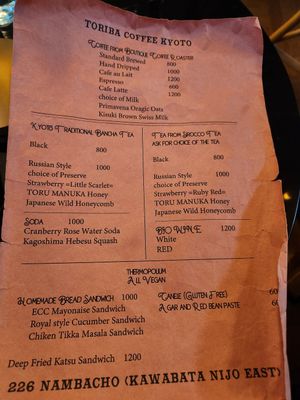 TORIBA COFFEE KYOTO
Coffee from Boutique Coffee Roaster
Standard Brewed 800
Hand Dripped 1000
Cafe au Lait 1200
Espresso 600
Cafe Latte 1200
choice of Milk
Primavena Oragic Oats
Kisuki Brown Swiss Milk
Kyoto Traditional Bancha Tea
Black 800
Russian Style 1000
choice of Preserve
Strawberry =Little Scarlet=
TORU MANUKA Honey
Japanese Wild Honeycomb
Tea from Sirocco Tea
ASK FOR CHOICE OF THE TEA
Black 800
Russian Style 1000
choice of Preserve
Strawberry =Ruby Red=
TORU MANUKA Honey
Japanese Wild Honeycomb
Soda 1000
Cranberry Rose Water Soda
Kagoshima Hebesu Squash
BIO WINE 1200
White
RED
THERMOPOLIUM
All Vegan
Homemade Bread Sandwich 1000
ECC Mayonaise Sandwich
Royal style Cucumber Sandwich
Chiken Tikka Masala Sandwich
Deep Fried Katsu Sandwich 1200
Canele (Gluten Free)
Agar and Red bean paste
226 NAMBACHO (KAWABATA NIJO EAST)